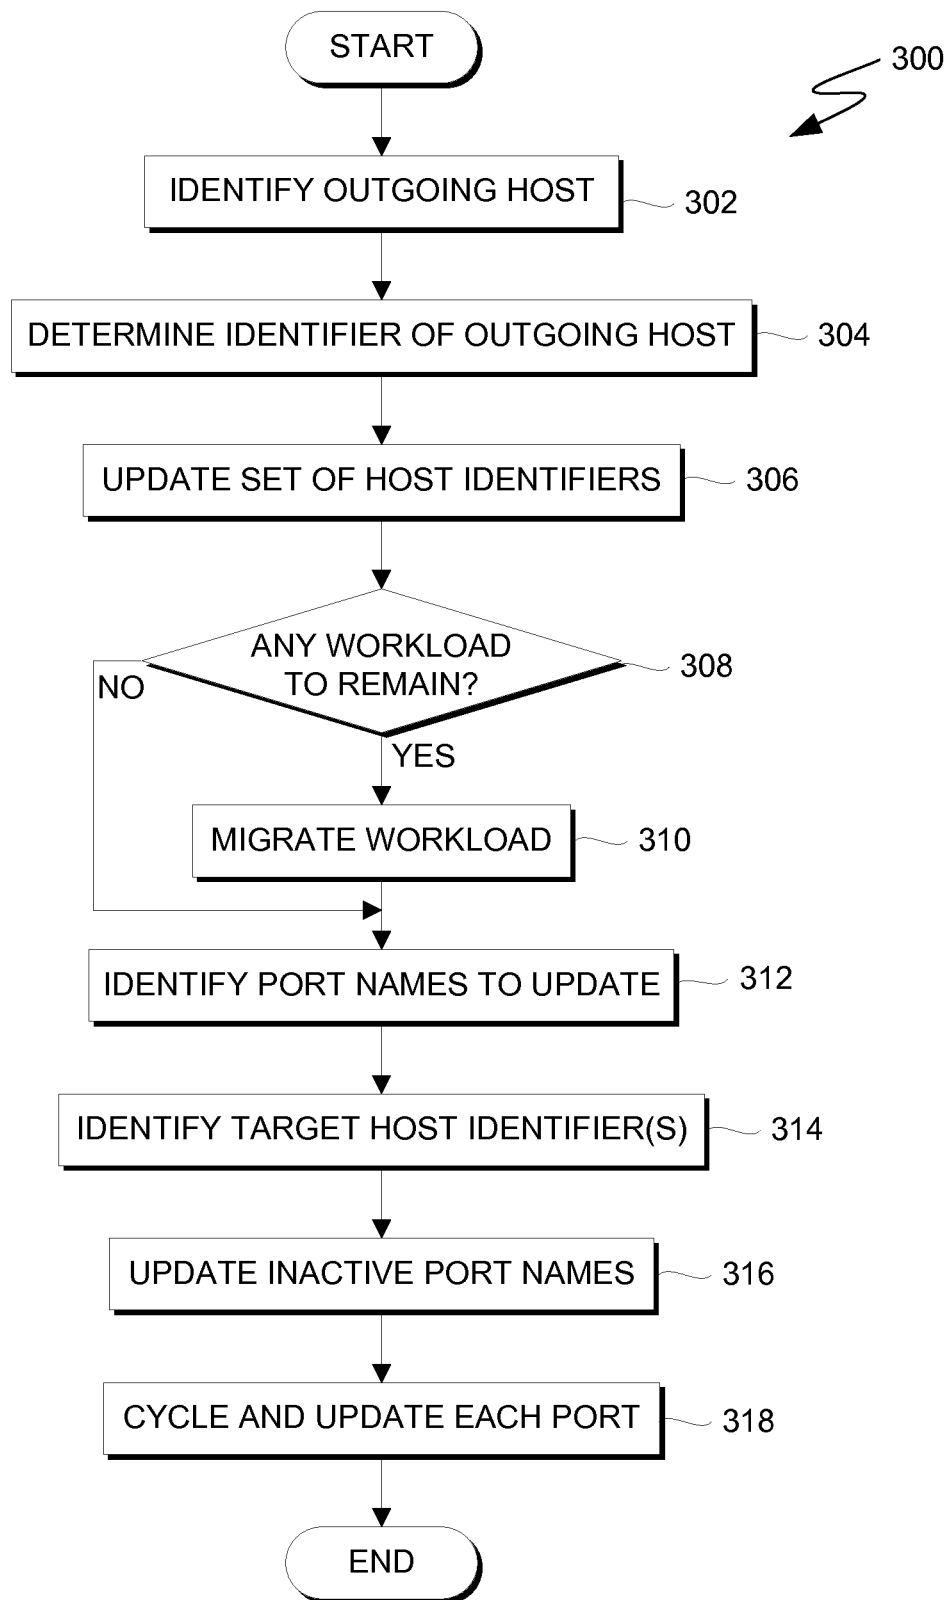 START
300
IDENTIFY OUTGOING HOST
302
DETERMINE IDENTIFIER OF OUTGOING HOST
304
UPDATE SET OF HOST IDENTIFIERS
306
ANY WORKLOAD
TO REMAIN?
308
NO
YES
MIGRATE WORKLOAD
310
IDENTIFY PORT NAMES TO UPDATE
312
IDENTIFY TARGET HOST IDENTIFIER(S)
314
UPDATE INACTIVE PORT NAMES
316
CYCLE AND UPDATE EACH PORT
318
END